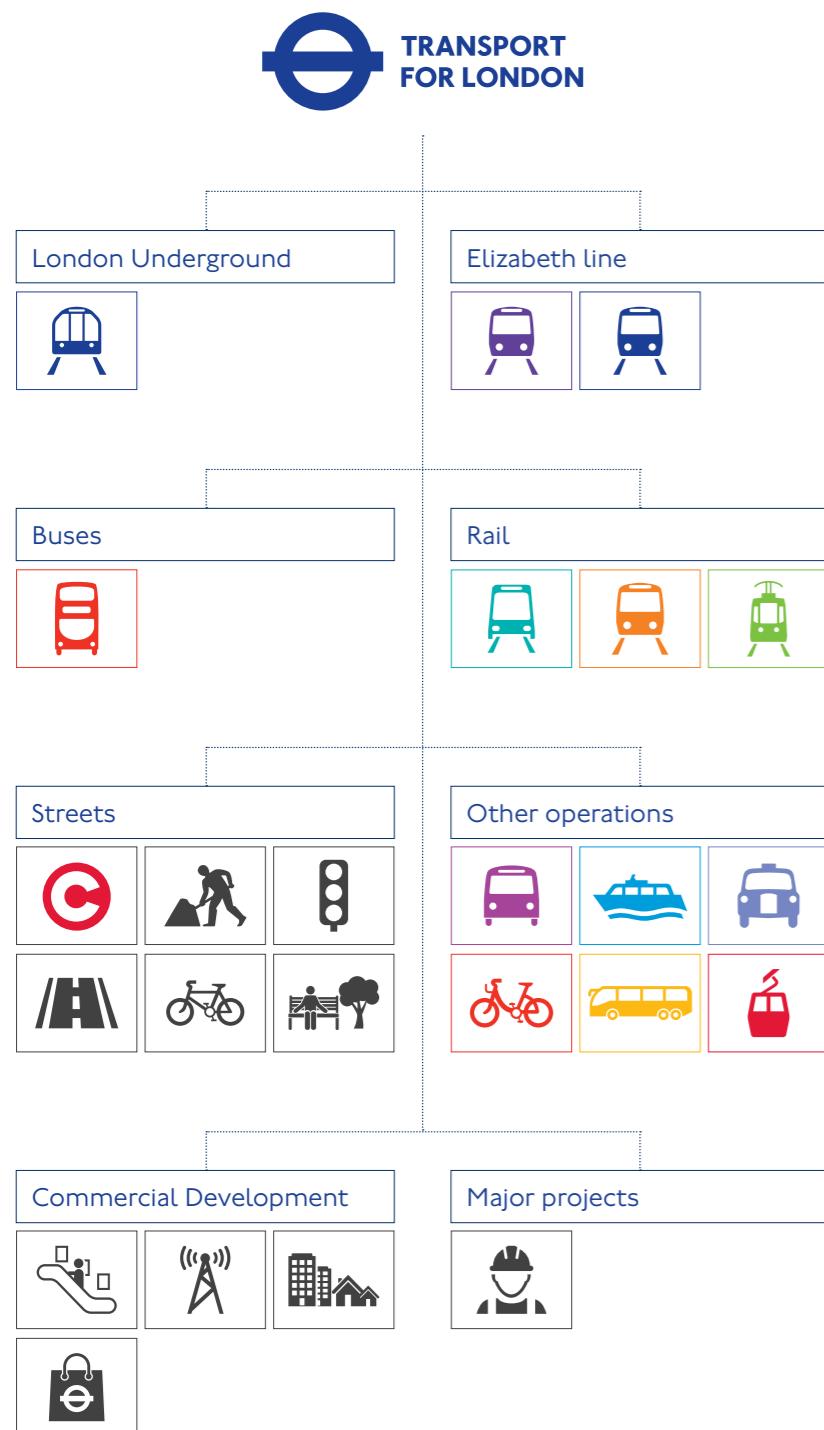 TRANSPORT
FOR LONDON
London Underground
Elizabeth line
Buses
Rail
Streets
Other operations
Commercial Development
Major projects